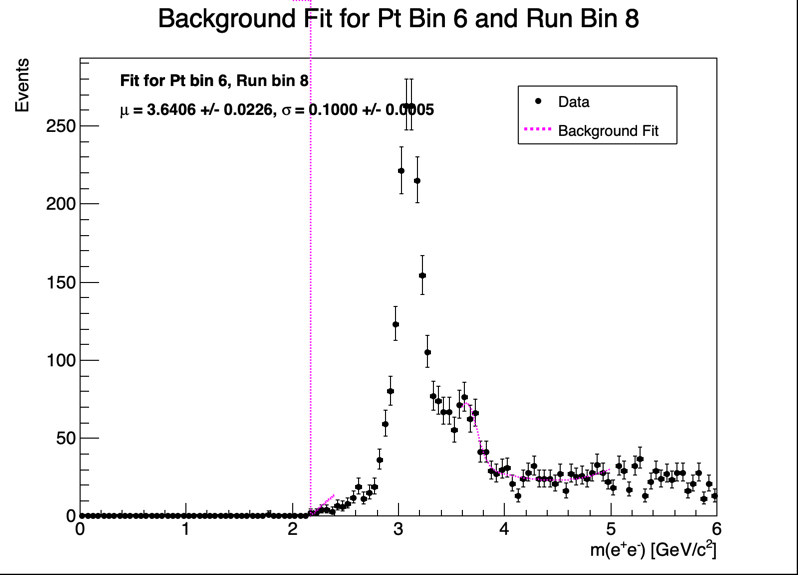 Background Fit for Pt Bin 6 and Run Bin 8
Events
Fit for Pt bin 6, Run bin 8
μ = 3.6406 +/- 0.0226, σ = 0.1000 +/- 0.0005
Data
Background Fit
250
200
150
100
50
0
0 1 2 3 4 5 6
m(e⁺e⁻) [GeV/c²]